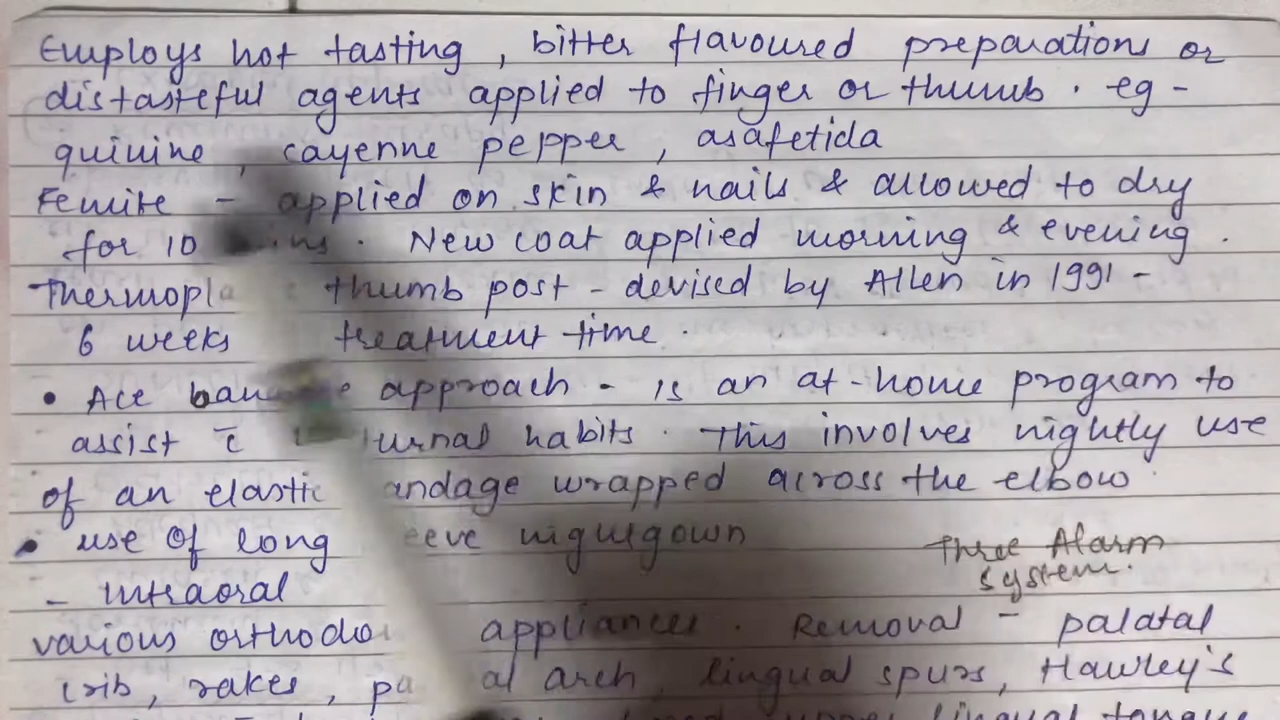 Employs hot tasting, bitter flavoured preparations or
distasteful agents applied to finger or thumb. eg -
quinine, cayenne pepper, asafetida
Femite - applied on skin & nails & allowed to dry
for 10 . New coat applied morning & evening.
thumb post - devised by Allen in 1991 -
6 weeks treatment time.
• Ace approach - is an at-home program to
assist c̄ habits. This involves nightly use
of an elastic wrapped across the elbow.
• use of long nightgown
Three Alarm
system.
- intraoral
various appliances. Removal - palatal
crib, rakes, arch, lingual spurs, Hawley's
lingual tongue